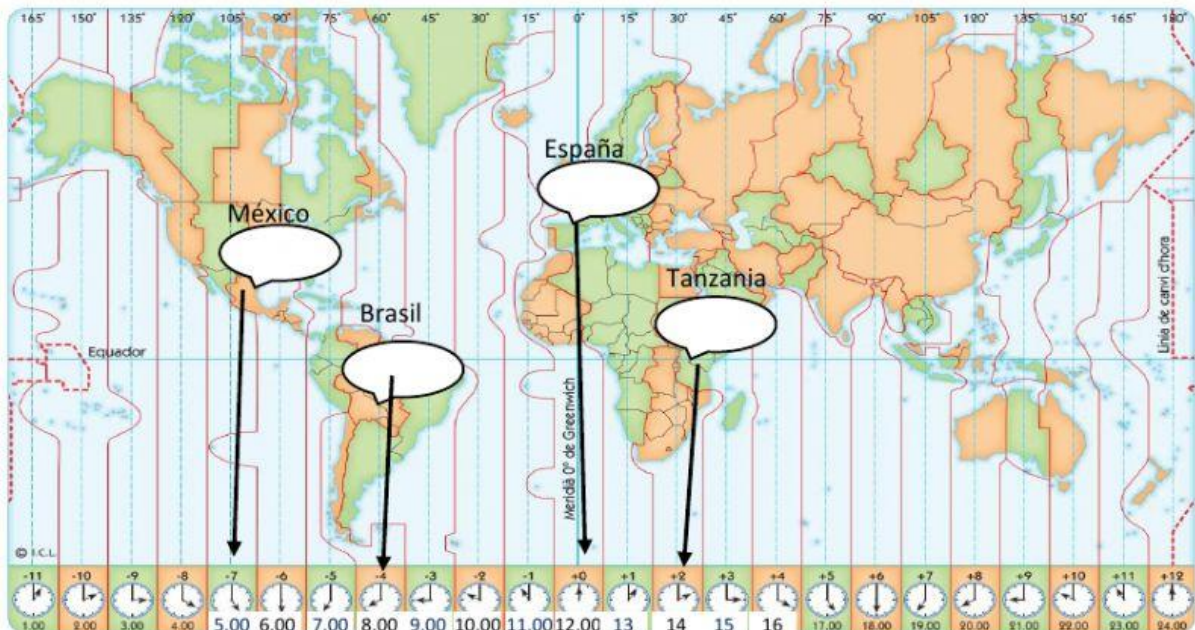 165° 150° 135° 120° 105° 90° 75° 60° 45° 30° 15° 0° 15° 30° 45° 60° 75° 90° 105° 120° 135° 150° 165° 180°
España
México
Tanzania
Brasil
Equador
Meridià 0° de Greenwich
Línia de canvi d'hora
© I.C.L.
-11 -10 -9 -8 -7 -6 -5 -4 -3 -2 -1 +0 +1 +2 +3 +4 +5 +6 +7 +8 +9 +10 +11 +12
1.00 2.00 3.00 4.00 5.00 6.00 7.00 8.00 9.00 10.00 11.00 12.00 13 14 15 16 17.00 18.00 19.00 20.00 21.00 22.00 23.00 24.00